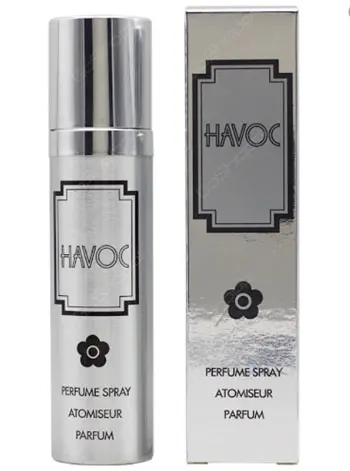 HAVOC
PERFUME SPRAY
ATOMISEUR
PARFUM
HAVOC
PERFUME SPRAY
ATOMISEUR
PARFUM